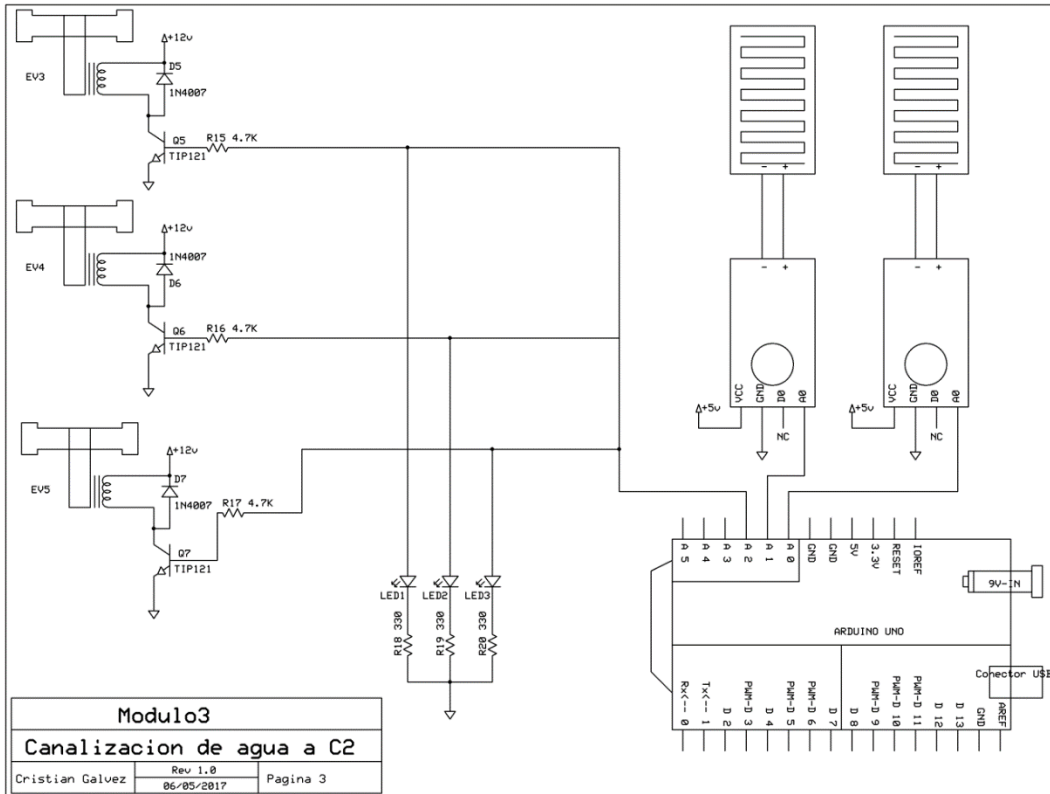 +12v
D5
EV3
1N4007
Q5
R15 4.7K
TIP121
+12v
1N4007
EV4
D6
Q6
R16 4.7K
TIP121
+12v
D7
EV5
1N4007
R17 4.7K
Q7
TIP121
LED1
LED2
LED3
R18 330
R19 330
R20 330
- +
- +
- +
- +
VCC
GND
D0
A0
+5v
NC
VCC
GND
D0
A0
+5v
NC
A 5
A 4
A 3
A 2
A 1
A 0
GND
GND
5V
3.3V
RESET
IOREF
9V-IN
ARDUINO UNO
Conector USB
Rx<-- 0
Tx<-- 1
D 2
PWM-D 3
D 4
PWM-D 5
PWM-D 6
D 7
D 8
PWM-D 9
PWM-D 10
PWM-D 11
D 12
D 13
GND
AREF
Modulo3
Canalizacion de agua a C2
Cristian Galvez
Rev 1.0
06/05/2017
Pagina 3